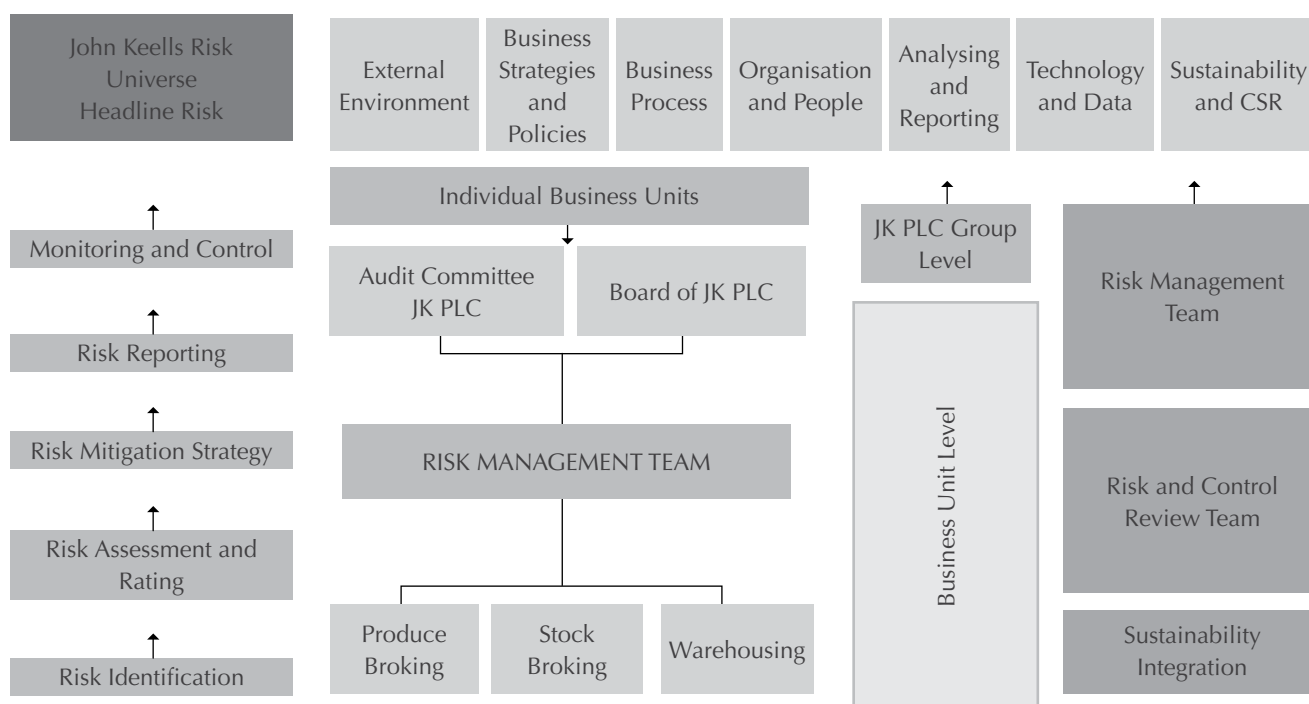 John Keells Risk
Universe
Headline Risk
External
Environment
Business
Strategies
and
Policies
Business
Process
Organisation
and People
Analysing
and
Reporting
Technology
and Data
Sustainability
and CSR
Individual Business Units
Monitoring and Control
Audit Committee
JK PLC
Board of JK PLC
JK PLC Group
Level
Risk Management
Team
Risk Reporting
Risk Mitigation Strategy
RISK MANAGEMENT TEAM
Business Unit Level
Risk and Control
Review Team
Risk Assessment and
Rating
Risk Identification
Produce
Broking
Stock
Broking
Warehousing
Sustainability
Integration